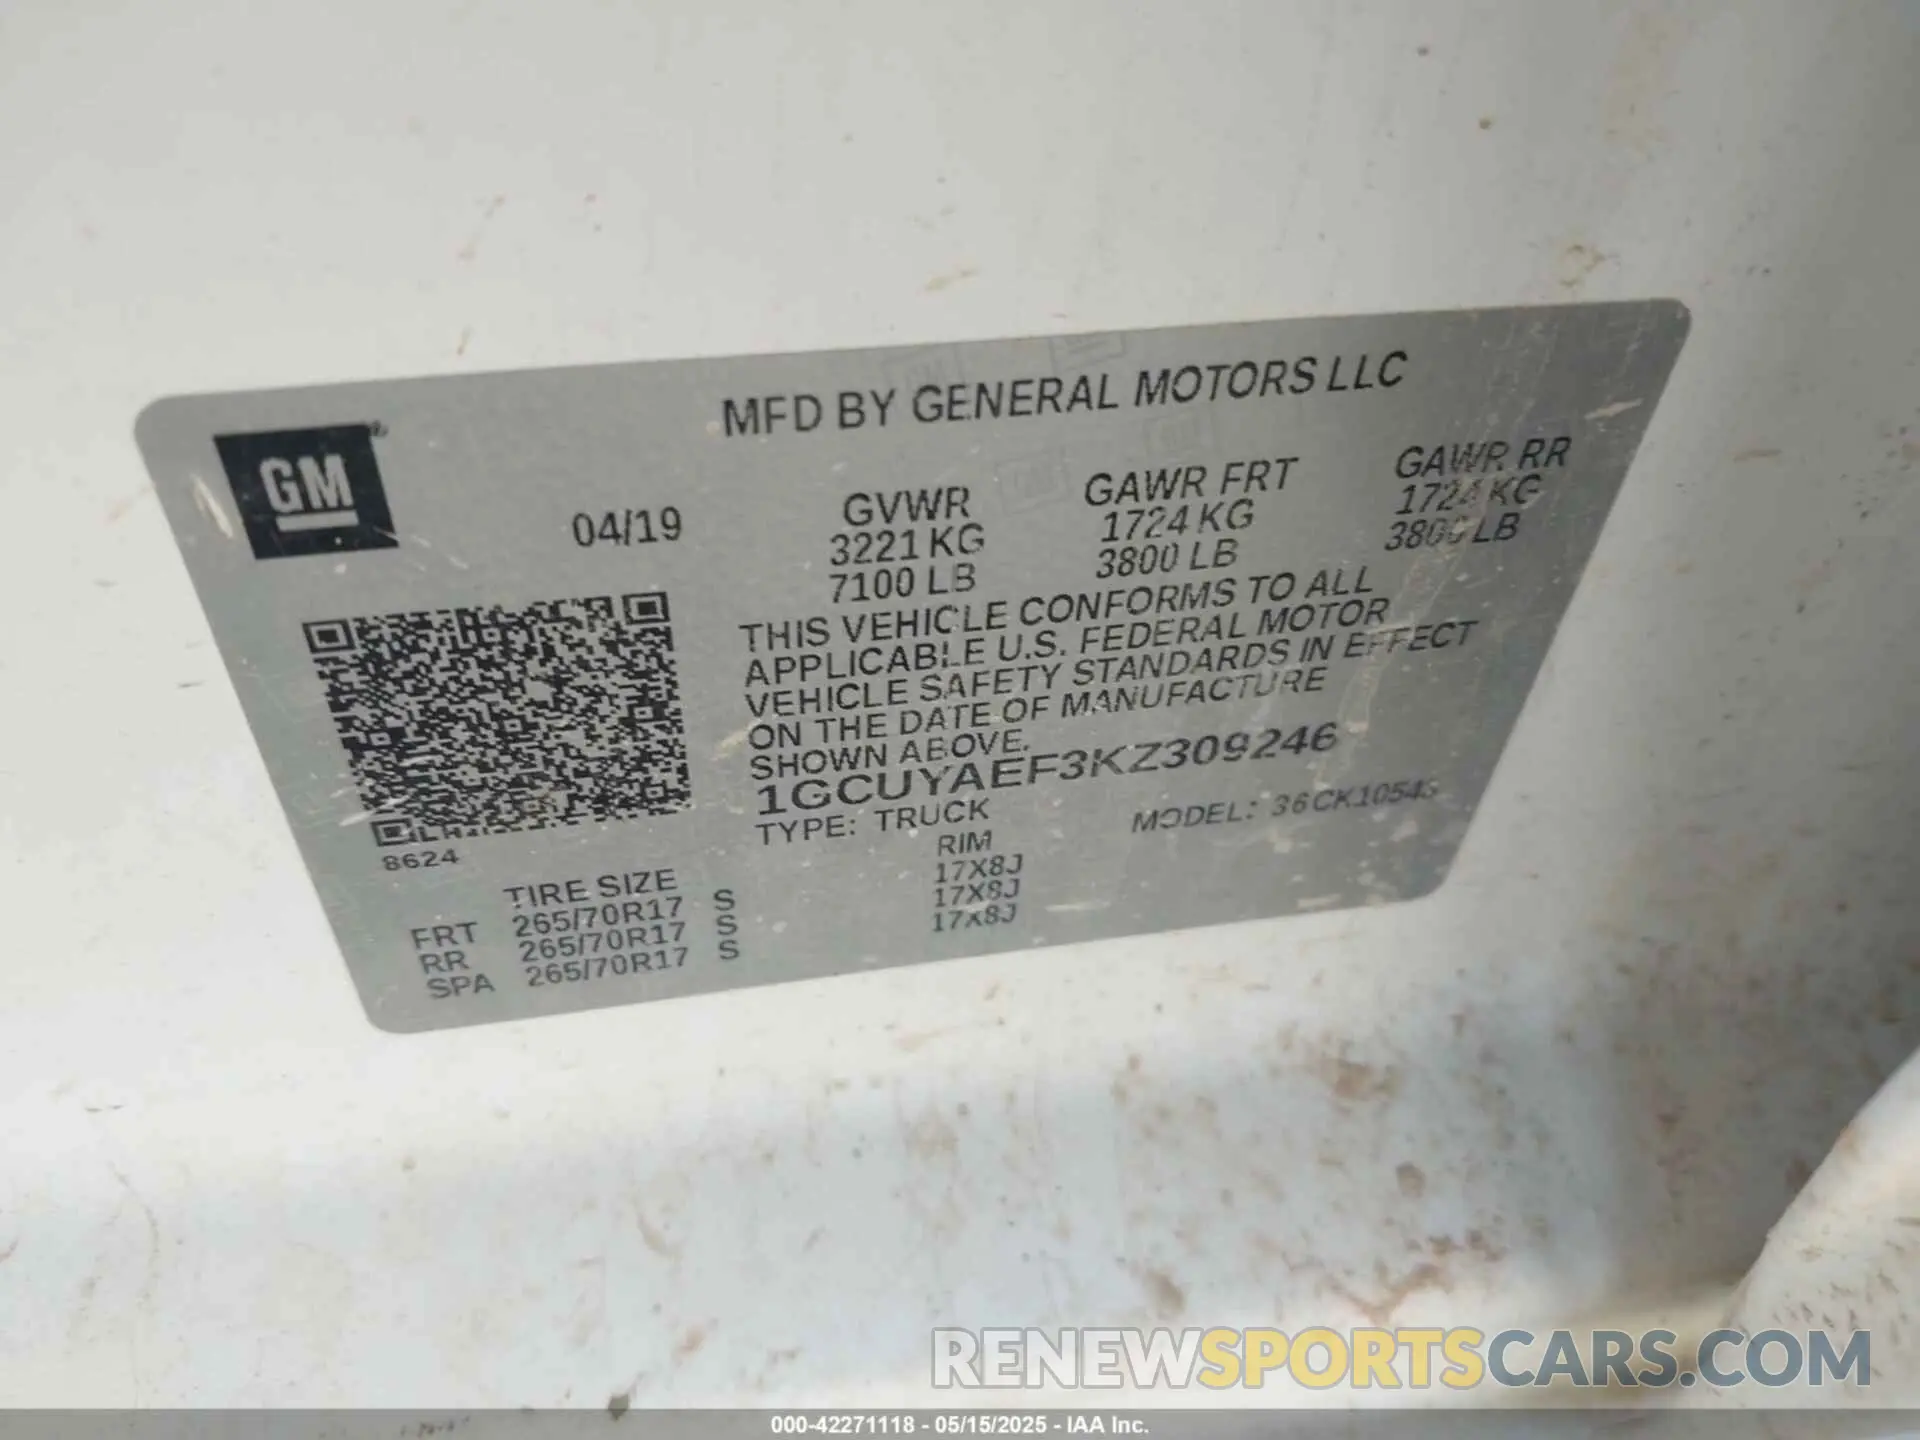 MFD BY GENERAL MOTORS LLC
GM
04/19
GVWR
3221 KG
7100 LB
GAWR FRT
1724 KG
3800 LB
GAWR RR
1724 KG
3800 LB
THIS VEHICLE CONFORMS TO ALL
APPLICABLE U.S. FEDERAL MOTOR
VEHICLE SAFETY STANDARDS IN EFFECT
ON THE DATE OF MANUFACTURE
SHOWN ABOVE.
1GCUYAEF3KZ309246
TYPE: TRUCK
MODEL: 36CK10543
8624
TIRE SIZE
RIM
FRT 265/70R17 S 17X8J
RR 265/70R17 S 17X8J
SPA 265/70R17 S 17X8J
RENEWSPORTSCARS.COM
000-42271118 - 05/15/2025 - IAA Inc.